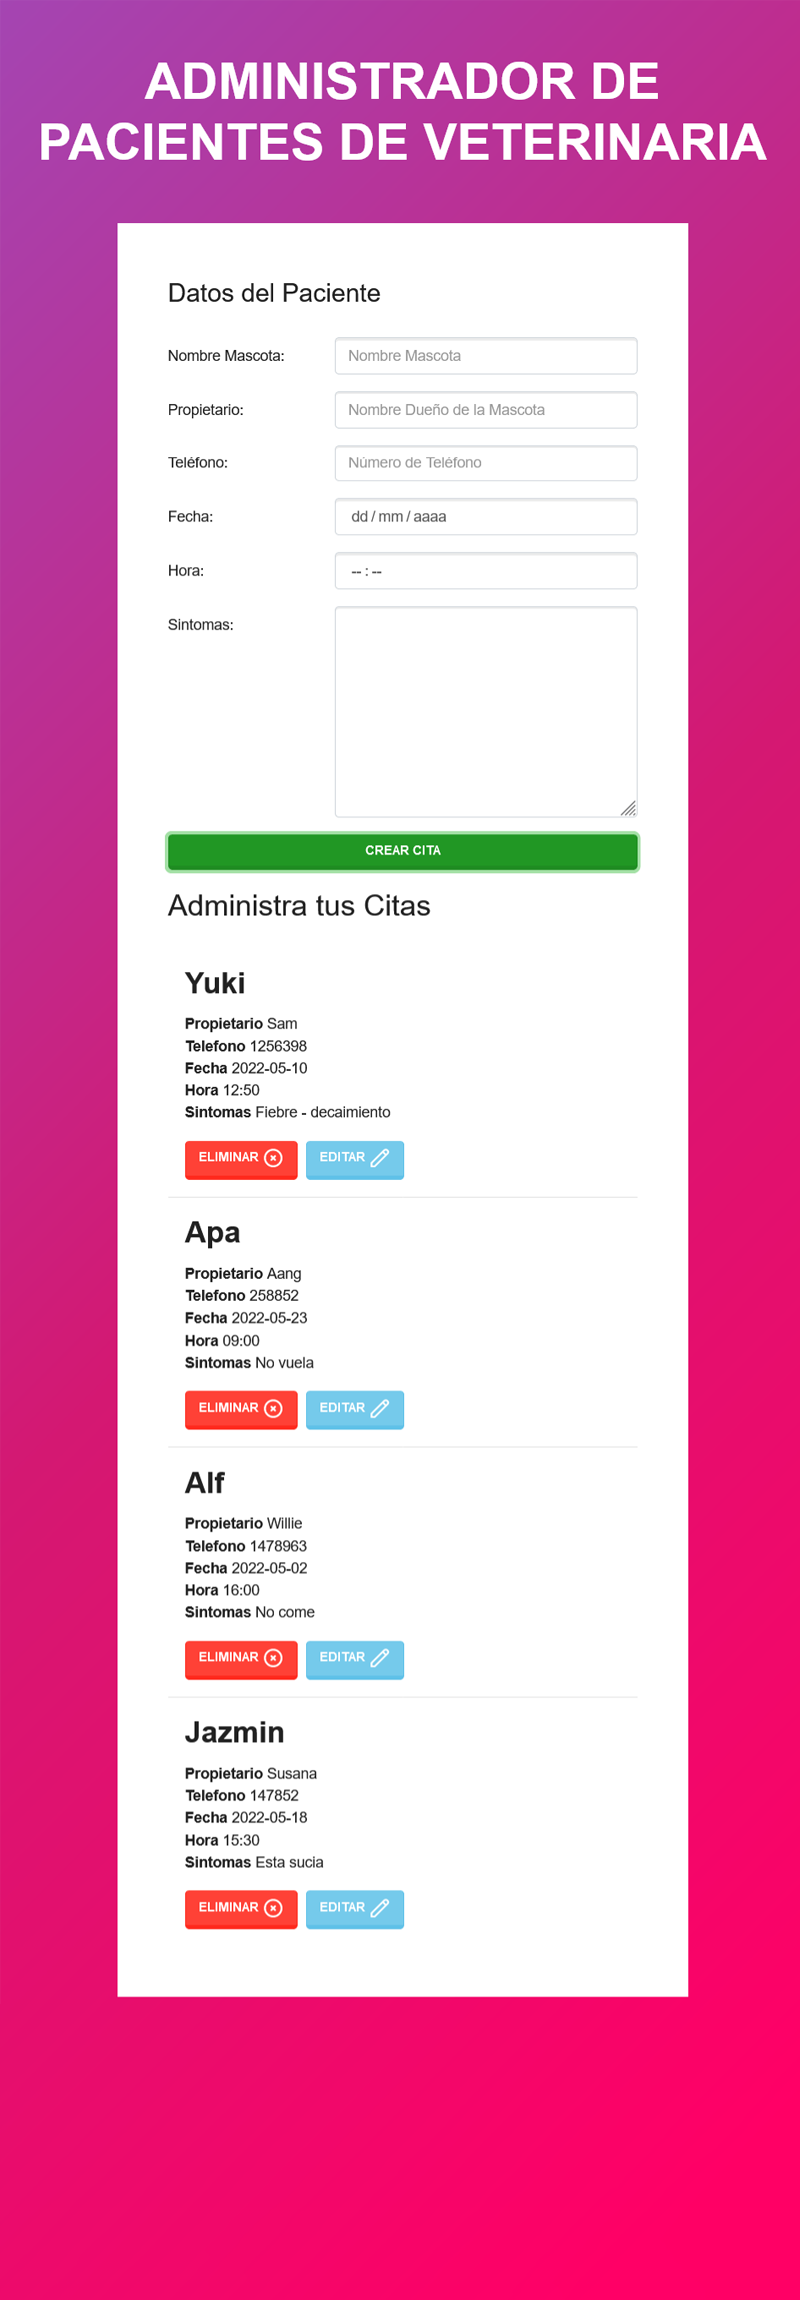 ADMINISTRADOR DE
PACIENTES DE VETERINARIA
Datos del Paciente
Nombre Mascota: Nombre Mascota
Propietario: Nombre Dueño de la Mascota
Teléfono: Número de Teléfono
Fecha: dd / mm / aaaa
Hora: -- : --
Sintomas:
CREAR CITA
Administra tus Citas
Yuki
Propietario Sam
Telefono 1256398
Fecha 2022-05-10
Hora 12:50
Sintomas Fiebre - decaimiento
ELIMINAR EDITAR
Apa
Propietario Aang
Telefono 258852
Fecha 2022-05-23
Hora 09:00
Sintomas No vuela
ELIMINAR EDITAR
Alf
Propietario Willie
Telefono 1478963
Fecha 2022-05-02
Hora 16:00
Sintomas No come
ELIMINAR EDITAR
Jazmin
Propietario Susana
Telefono 147852
Fecha 2022-05-18
Hora 15:30
Sintomas Esta sucia
ELIMINAR EDITAR